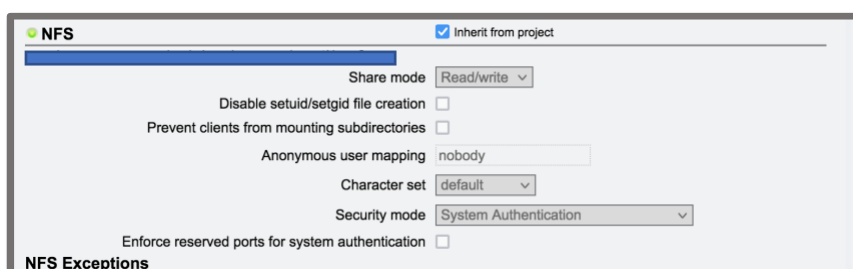 NFS Inherit from project
Share mode Read/write
Disable setuid/setgid file creation
Prevent clients from mounting subdirectories
Anonymous user mapping nobody
Character set default
Security mode System Authentication
Enforce reserved ports for system authentication
NFS Exceptions